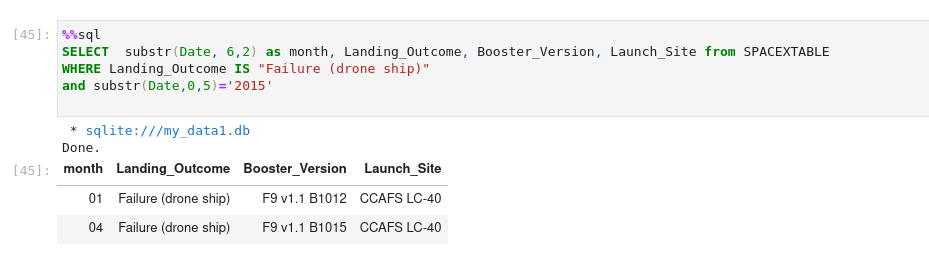 [45]: %%sql
SELECT  substr(Date, 6,2) as month, Landing_Outcome, Booster_Version, Launch_Site from SPACEXTABLE
WHERE Landing_Outcome IS "Failure (drone ship)"
and substr(Date,0,5)='2015'
* sqlite:///my_data1.db
Done.
[45]: month Landing_Outcome Booster_Version Launch_Site
01 Failure (drone ship) F9 v1.1 B1012 CCAFS LC-40
04 Failure (drone ship) F9 v1.1 B1015 CCAFS LC-40